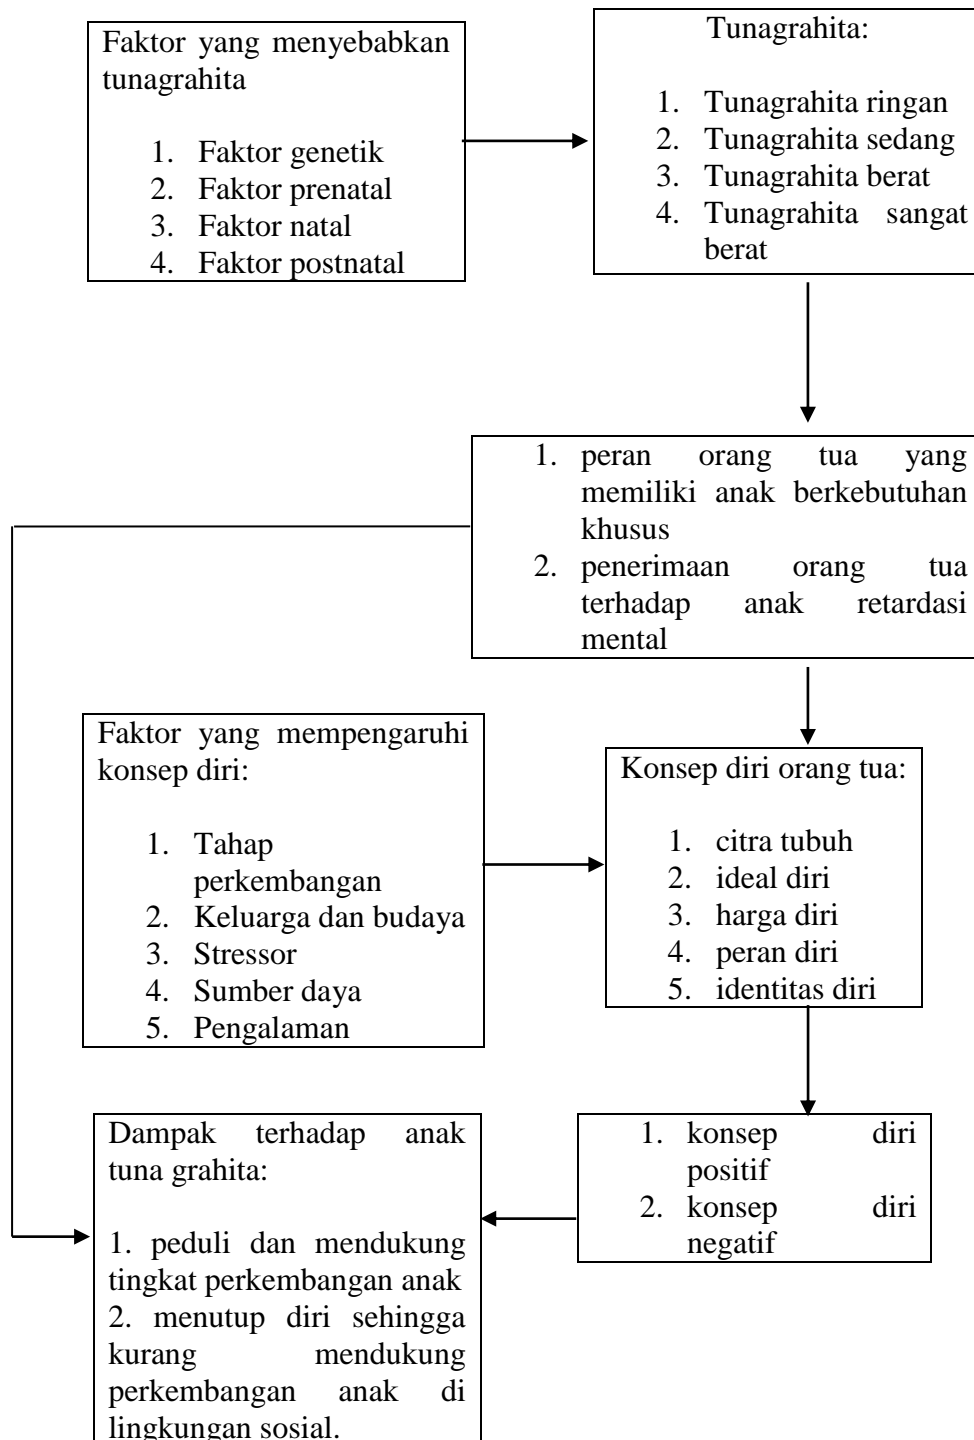 Faktor yang menyebabkan
tunagrahita
1. Faktor genetik
2. Faktor prenatal
3. Faktor natal
4. Faktor postnatal
Tunagrahita:
1. Tunagrahita ringan
2. Tunagrahita sedang
3. Tunagrahita berat
4. Tunagrahita sangat
berat
1. peran orang tua yang
memiliki anak berkebutuhan
khusus
2. penerimaan orang tua
terhadap anak retardasi
mental
Faktor yang mempengaruhi
konsep diri:
1. Tahap
perkembangan
2. Keluarga dan budaya
3. Stressor
4. Sumber daya
5. Pengalaman
Konsep diri orang tua:
1. citra tubuh
2. ideal diri
3. harga diri
4. peran diri
5. identitas diri
1. konsep diri
positif
2. konsep diri
negatif
Dampak terhadap anak
tuna grahita:
1. peduli dan mendukung
tingkat perkembangan anak
2. menutup diri sehingga
kurang mendukung
perkembangan anak di
lingkungan sosial.